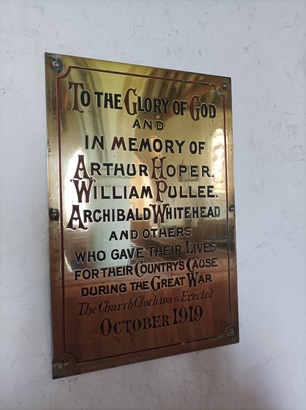 TO THE GLORY OF GOD
AND
IN MEMORY OF
ARTHUR HOPER.
WILLIAM PULLEE.
ARCHIBALD WHITEHEAD
AND OTHERS
WHO GAVE THEIR LIVES
FOR THEIR COUNTRY'S CAUSE
DURING THE GREAT WAR
The Church Clock was Erected
OCTOBER 1919